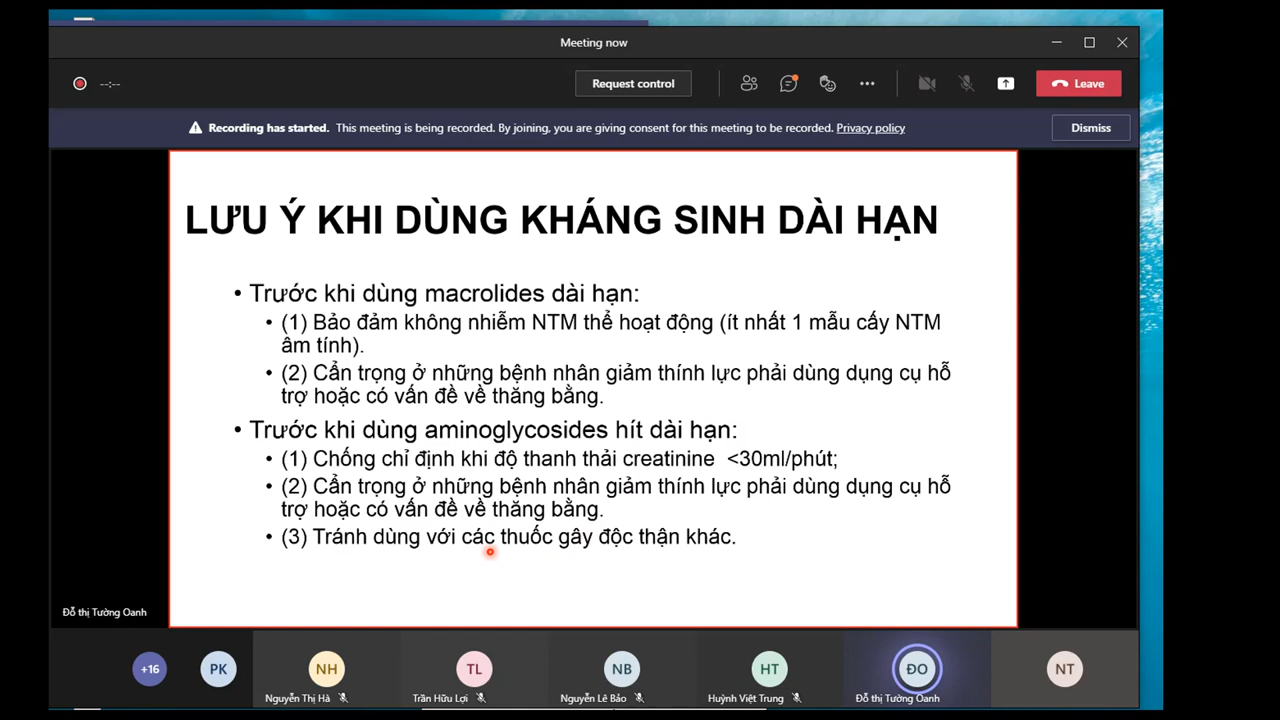 Meeting now
--:--
Request control
Leave
Recording has started. This meeting is being recorded. By joining, you are giving consent for this meeting to be recorded. Privacy policy
Dismiss
LƯU Ý KHI DÙNG KHÁNG SINH DÀI HẠN
• Trước khi dùng macrolides dài hạn:
• (1) Bảo đảm không nhiễm NTM thể hoạt động (ít nhất 1 mẫu cấy NTM
âm tính).
• (2) Cẩn trọng ở những bệnh nhân giảm thính lực phải dùng dụng cụ hỗ
trợ hoặc có vấn đề về thăng bằng.
• Trước khi dùng aminoglycosides hít dài hạn:
• (1) Chống chỉ định khi độ thanh thải creatinine <30ml/phút;
• (2) Cẩn trọng ở những bệnh nhân giảm thính lực phải dùng dụng cụ hỗ
trợ hoặc có vấn đề về thăng bằng.
• (3) Tránh dùng với các thuốc gây độc thận khác.
Đỗ thị Tường Oanh
+16
PK
NH
TL
NB
HT
ĐO
NT
Nguyễn Thị Hà
Trần Hữu Lợi
Nguyễn Lê Bảo
Huỳnh Việt Trung
Đỗ thị Tường Oanh